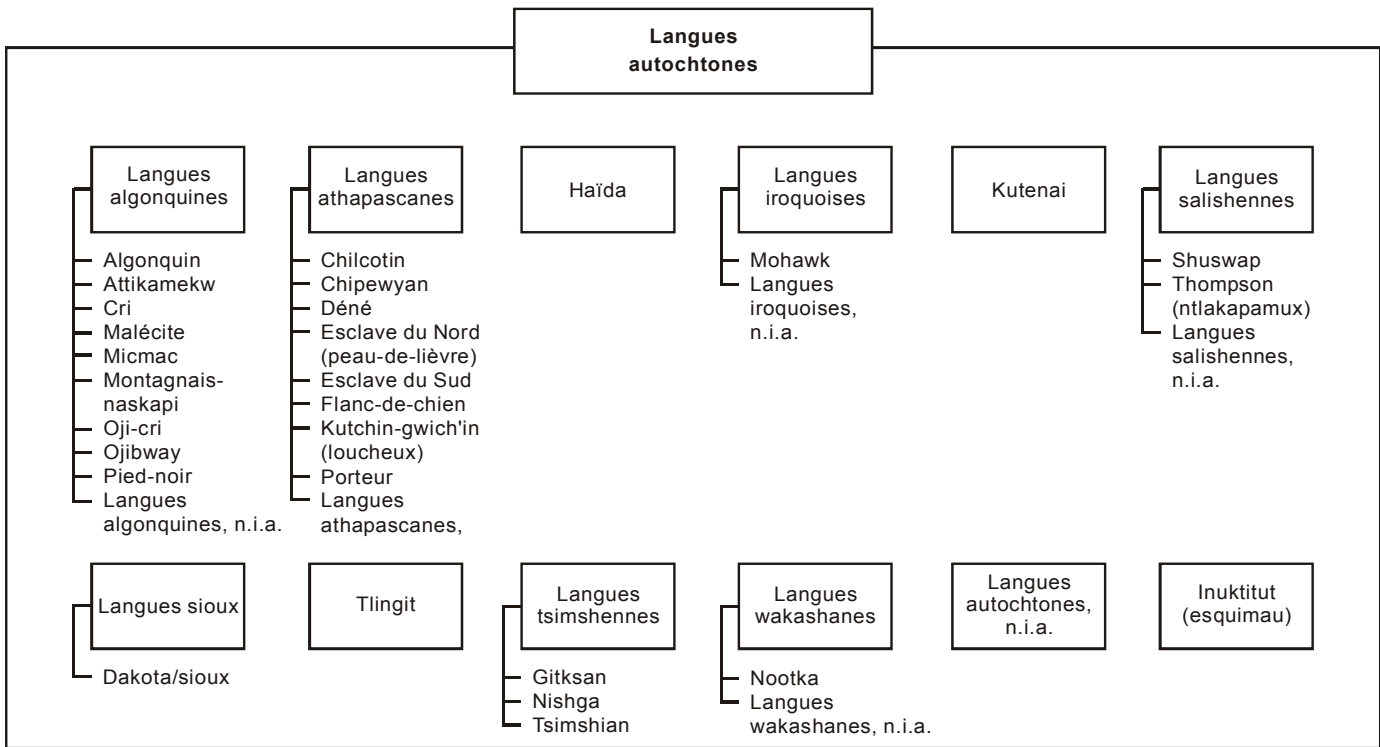 Langues
autochtones
Langues
algonquines
Algonquin
Attikamekw
Cri
Malécite
Micmac
Montagnais-
naskapi
Oji-cri
Ojibway
Pied-noir
Langues
algonquines, n.i.a.
Langues
athapascanes
Chilcotin
Chipewyan
Déné
Esclave du Nord
(peau-de-lièvre)
Esclave du Sud
Flanc-de-chien
Kutchin-gwich'in
(loucheux)
Porteur
Langues
athapascanes,
Haïda
Langues
iroquoises
Mohawk
Langues
iroquoises,
n.i.a.
Kutenai
Langues
salishennes
Shuswap
Thompson
(ntlakapamux)
Langues
salishennes,
n.i.a.
Langues sioux
Dakota/sioux
Tlingit
Langues
tsimshennes
Gitksan
Nishga
Tsimshian
Langues
wakashanes
Nootka
Langues
wakashanes, n.i.a.
Langues
autochtones,
n.i.a.
Inuktitut
(esquimau)